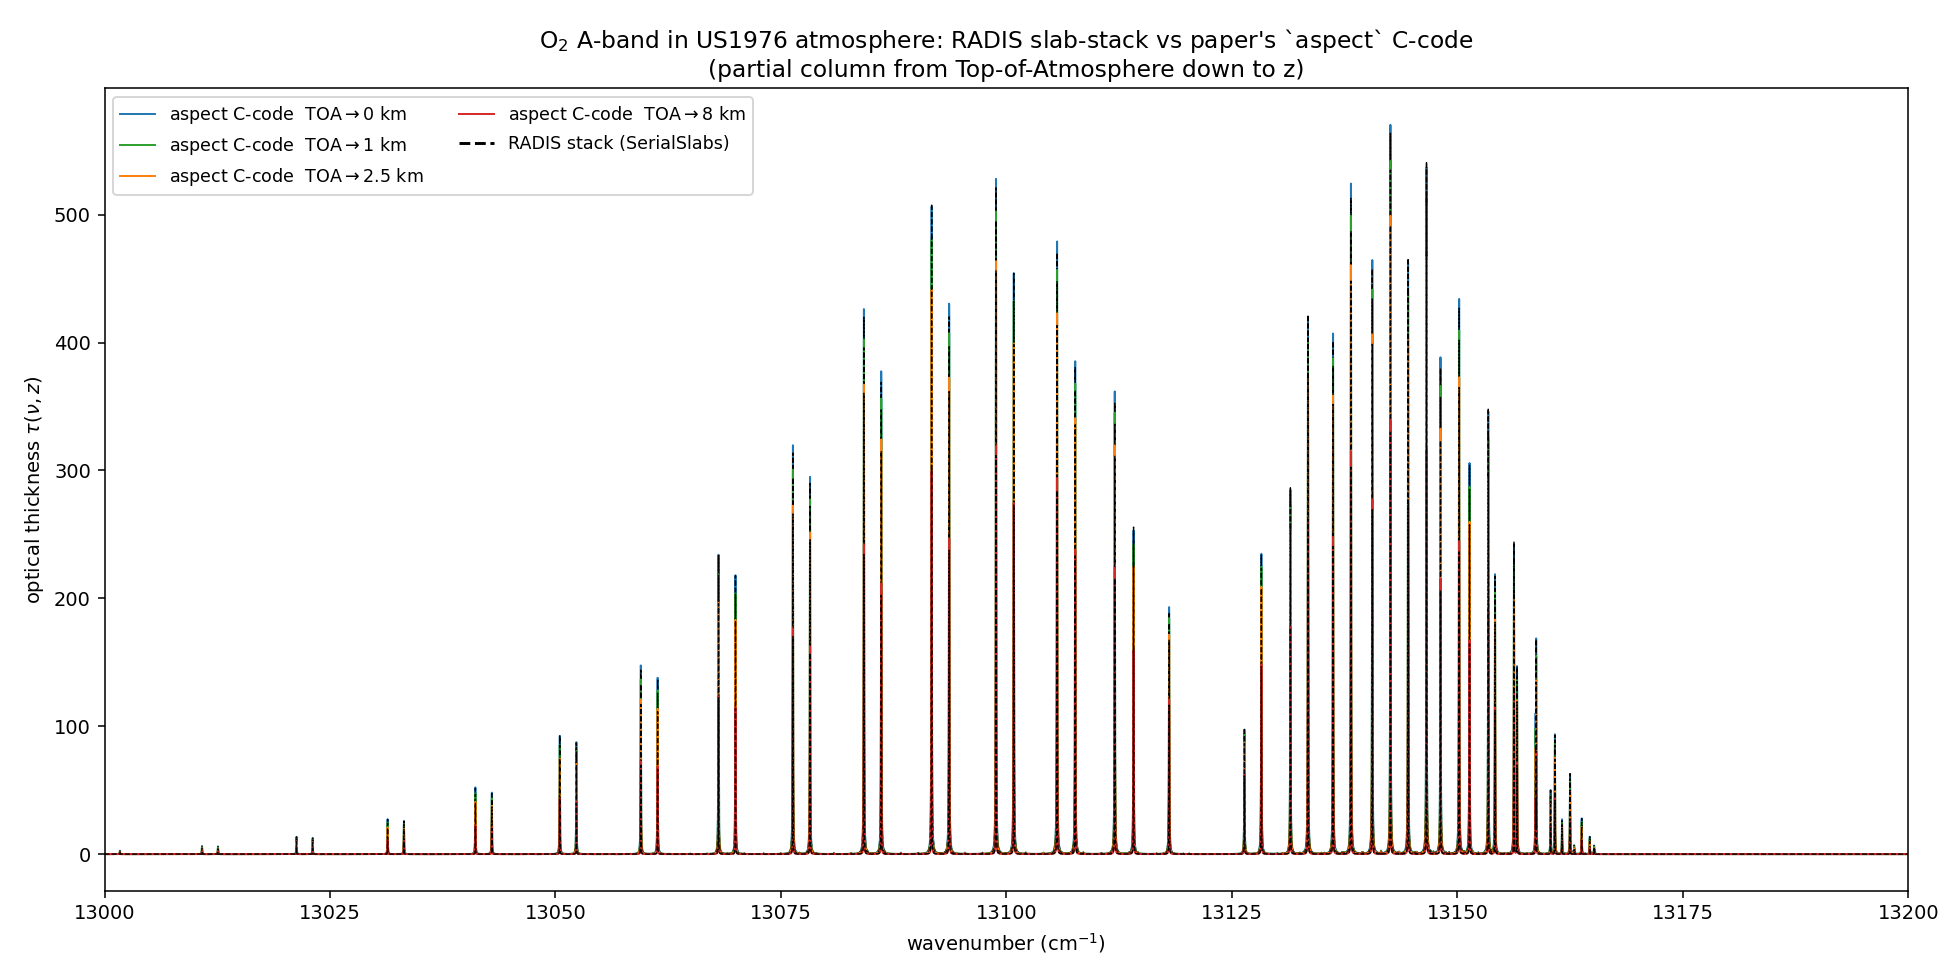 O₂ A-band in US1976 atmosphere: RADIS slab-stack vs paper's `aspect` C-code
(partial column from Top-of-Atmosphere down to z)
aspect C-code  TOA→0 km
aspect C-code  TOA→1 km
aspect C-code  TOA→2.5 km
aspect C-code  TOA→8 km
RADIS stack (SerialSlabs)
optical thickness τ(ν, z)
500
400
300
200
100
0
13000 13025 13050 13075 13100 13125 13150 13175 13200
wavenumber (cm⁻¹)